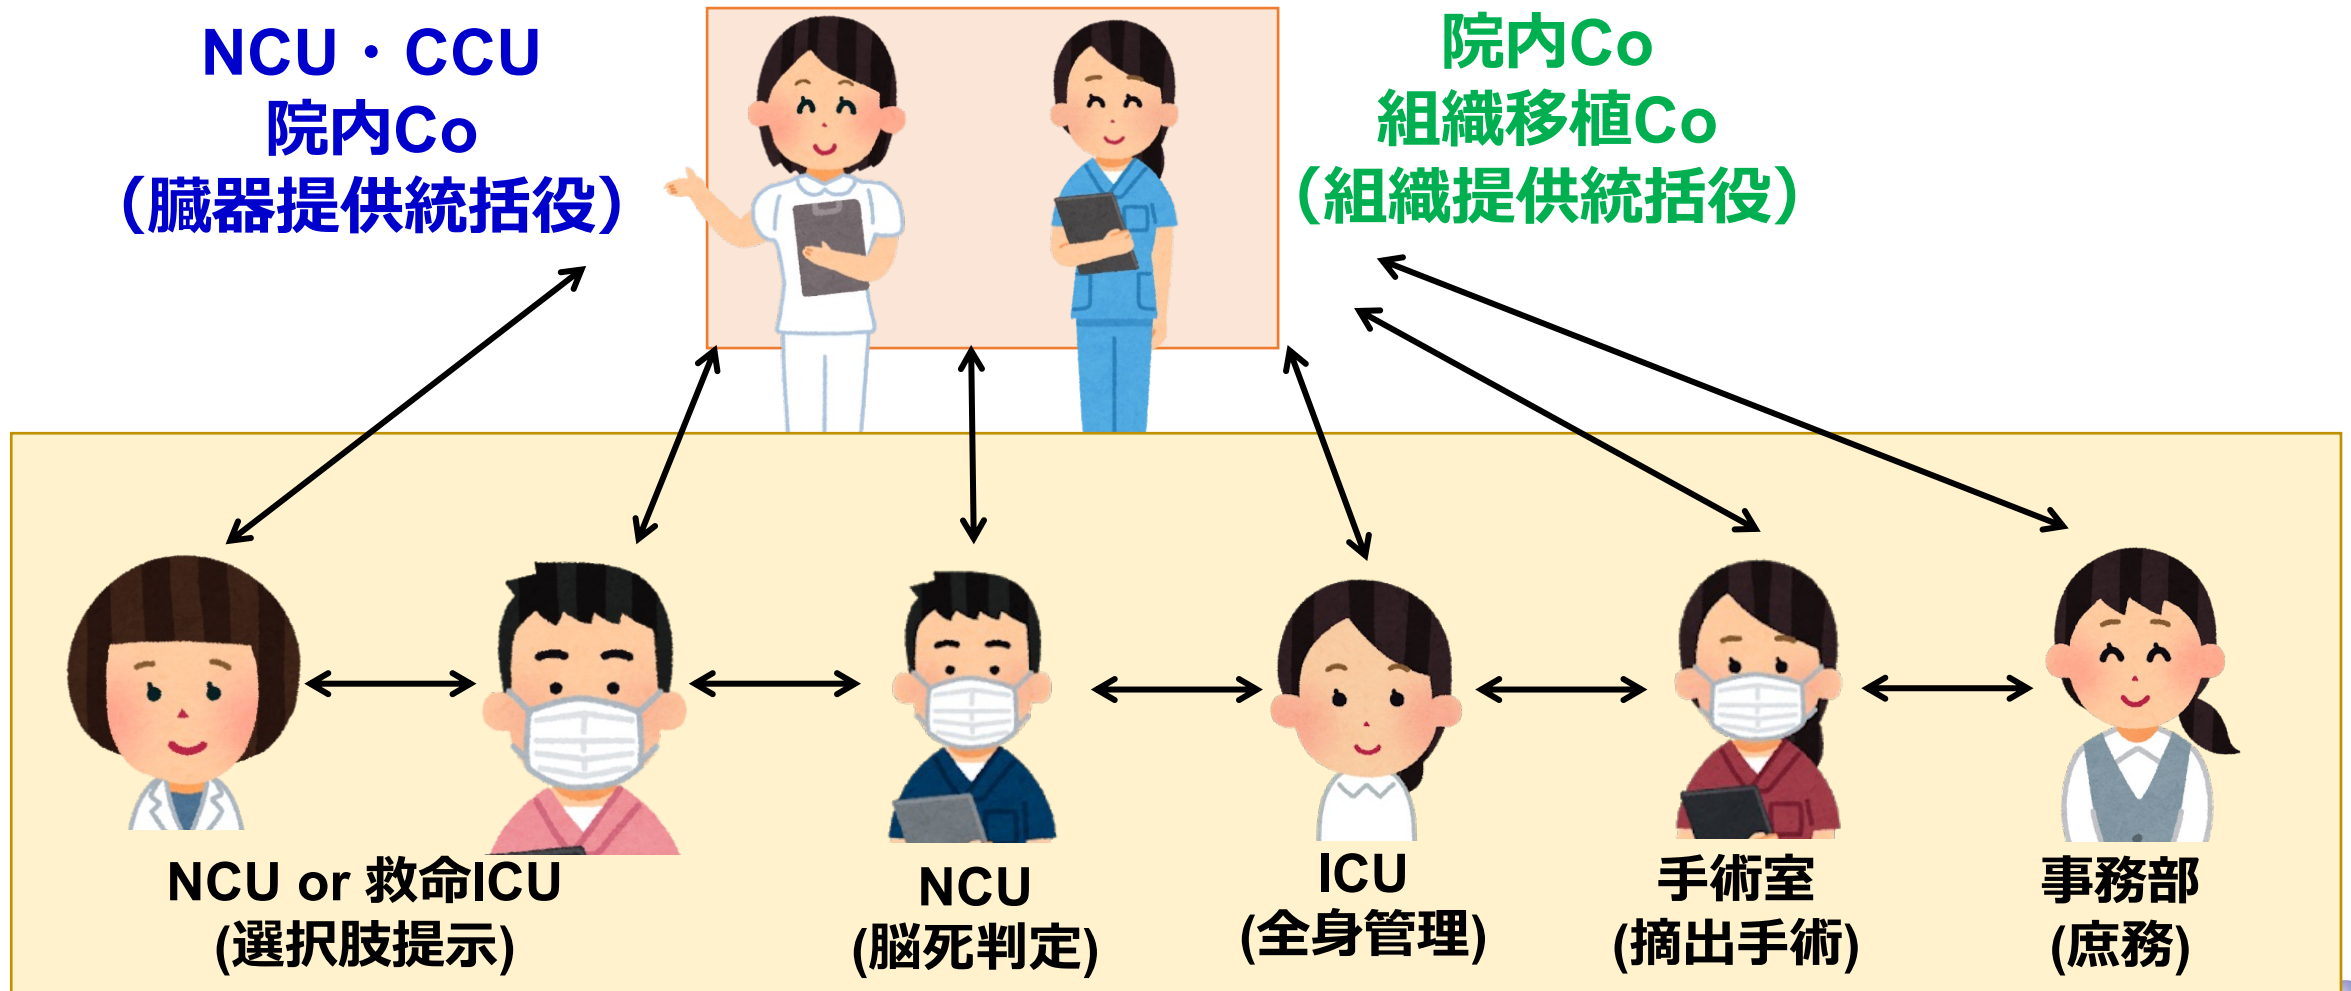 NCU・CCU
院内Co
（臓器提供統括役）
院内Co
組織移植Co
（組織提供統括役）
NCU or 救命ICU
(選択肢提示)
NCU
(脳死判定)
ICU
(全身管理)
手術室
(摘出手術)
事務部
(庶務)